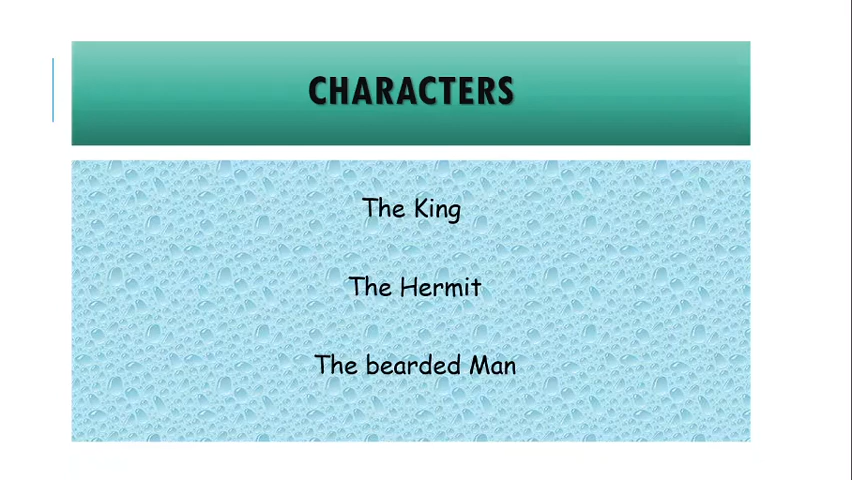 CHARACTERS
The King
The Hermit
The bearded Man